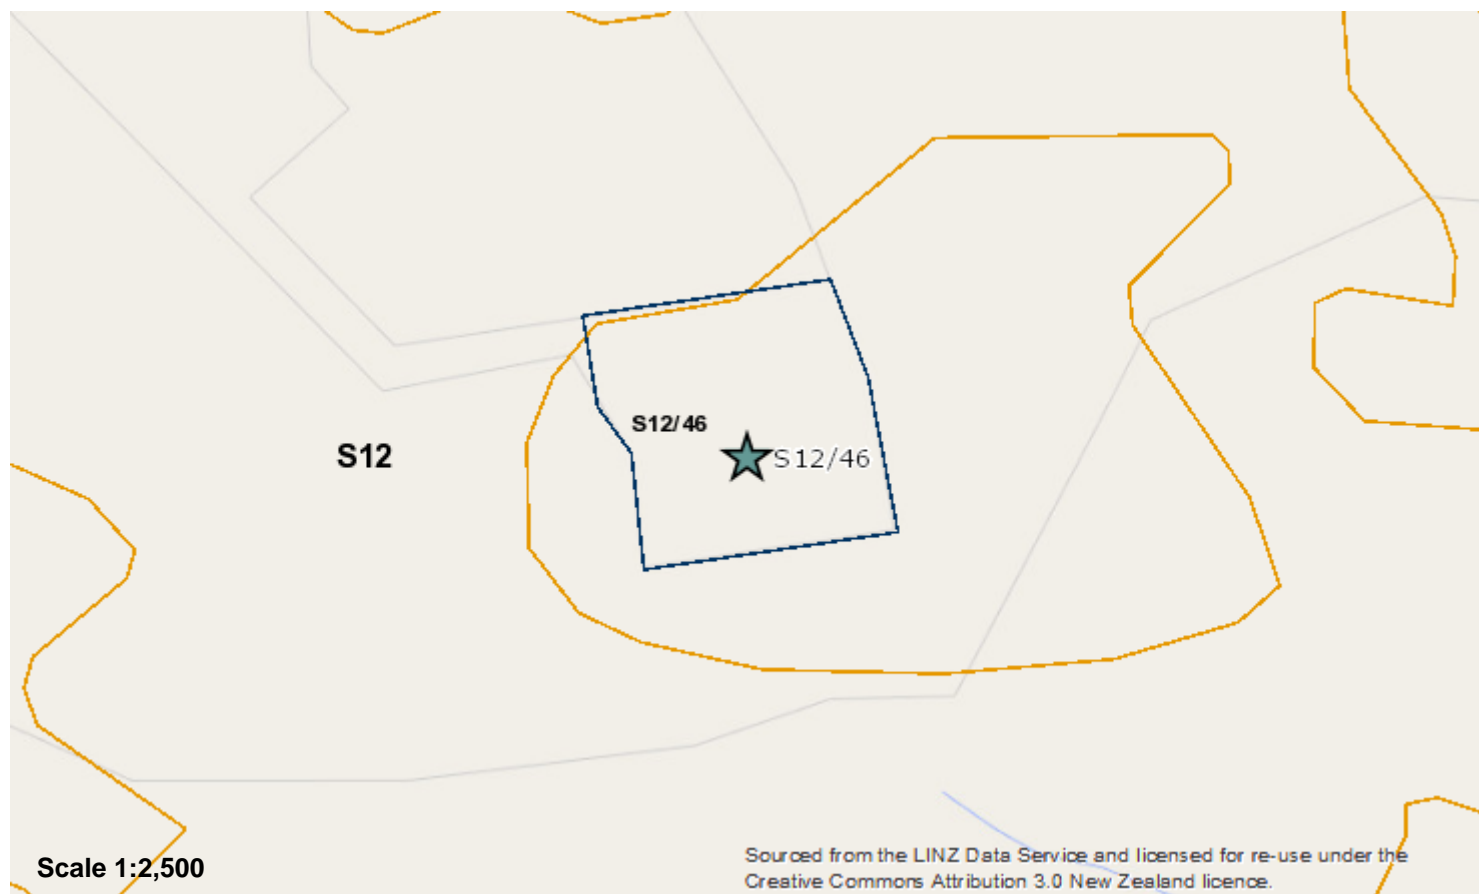 S12/46
S12/46
S12
Scale 1:2,500
Sourced from the LINZ Data Service and licensed for re-use under the
Creative Commons Attribution 3.0 New Zealand licence.